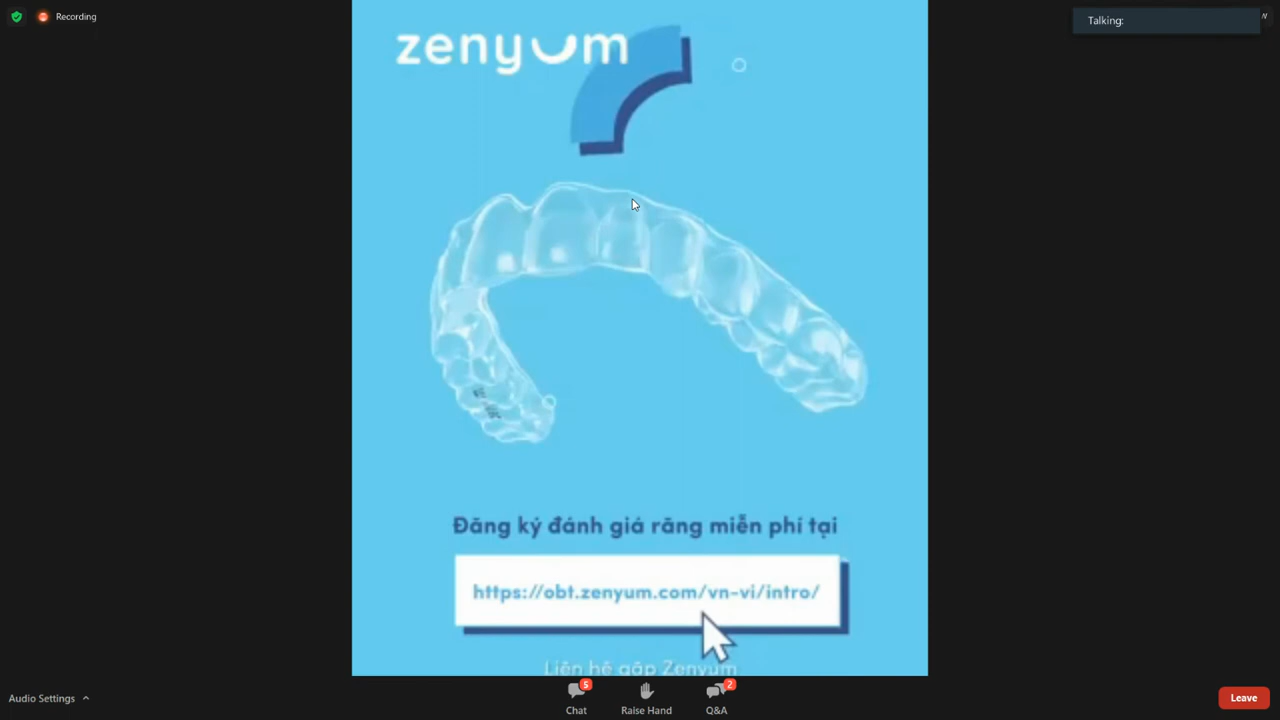 Recording
Talking:
zenyum
Đăng ký đánh giá răng miễn phí tại
https://obt.zenyum.com/vn-vi/intro/
Liên hệ gặp Zenyum
Audio Settings
5
Chat
Raise Hand
2
Q&A
Leave